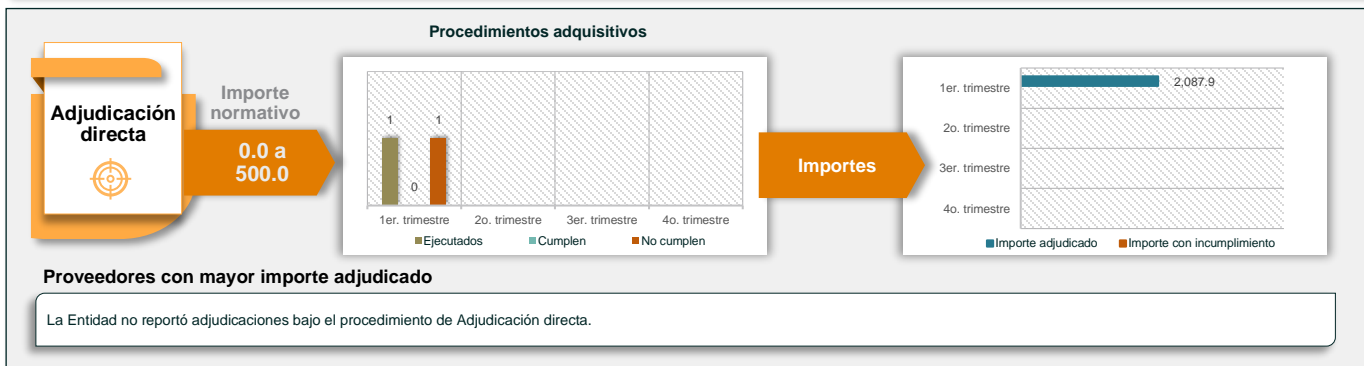 Procedimientos adquisitivos
Adjudicación
directa
Importe
normativo
0.0 a
500.0
1
0
1
1er. trimestre
2o. trimestre
3er. trimestre
4o. trimestre
Ejecutados
Cumplen
No cumplen
Importes
1er. trimestre
2,087.9
2o. trimestre
3er. trimestre
4o. trimestre
Importe adjudicado
Importe con incumplimiento
Proveedores con mayor importe adjudicado
La Entidad no reportó adjudicaciones bajo el procedimiento de Adjudicación directa.